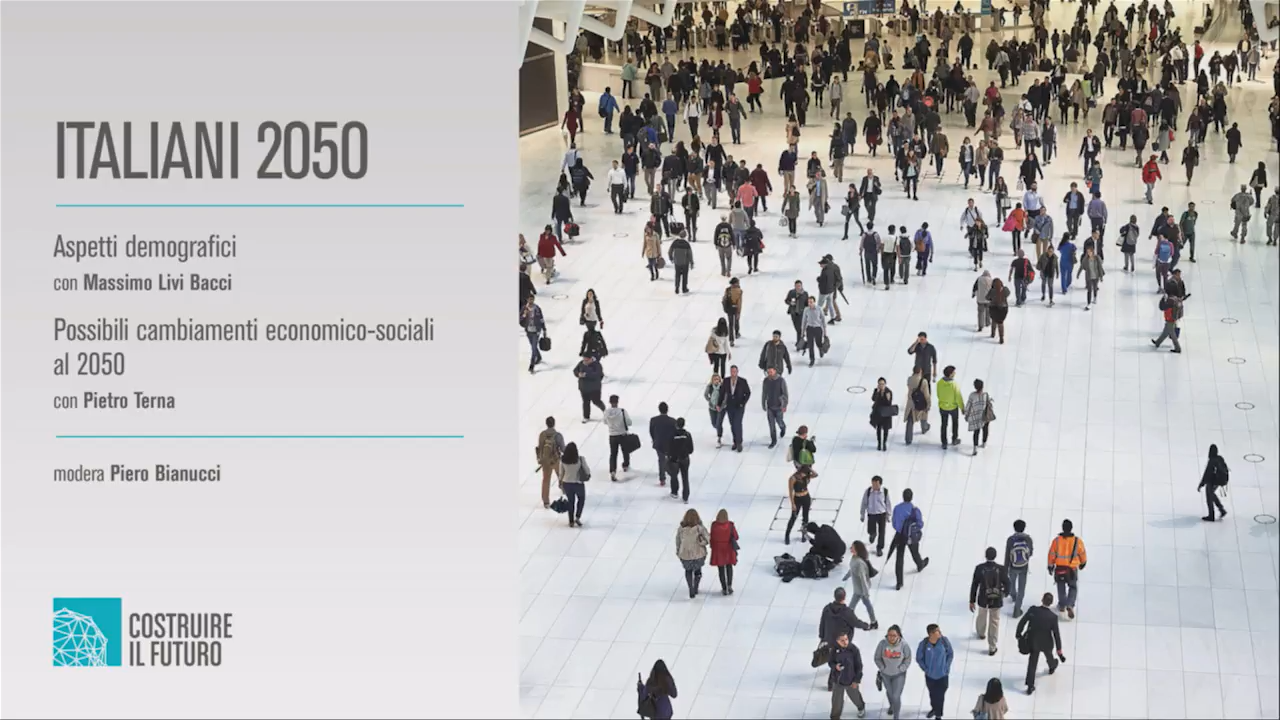 ITALIANI 2050
Aspetti demografici
con Massimo Livi Bacci
Possibili cambiamenti economico-sociali
al 2050
con Pietro Terna
modera Piero Bianucci
COSTRUIRE
IL FUTURO